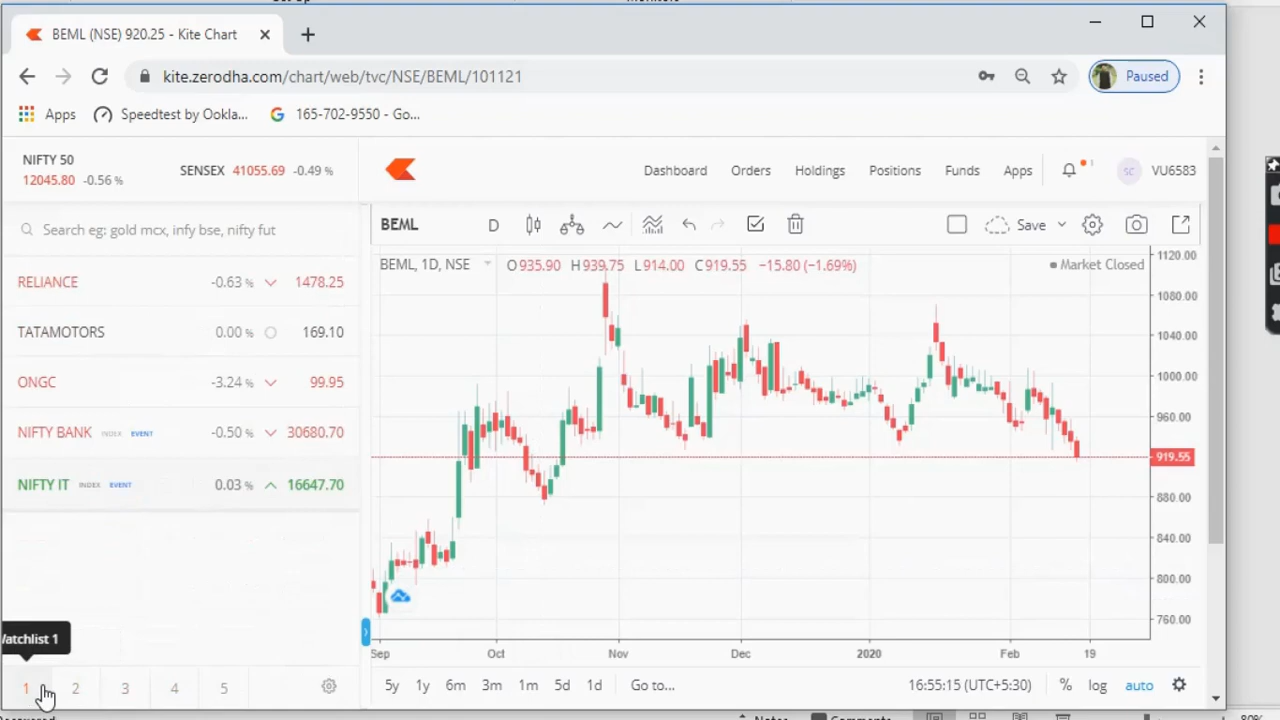 BEML (NSE) 920.25 - Kite Chart
kite.zerodha.com/chart/web/tvc/NSE/BEML/101121
Paused
Apps Speedtest by Ookla... 165-702-9550 - Go...
NIFTY 50
12045.80 -0.56 %
SENSEX 41055.69 -0.49 %
Dashboard Orders Holdings Positions Funds Apps 1 SC VU6583
Search eg: gold mcx, infy bse, nifty fut
BEML D Save
RELIANCE -0.63 % 1478.25
TATAMOTORS 0.00 % 169.10
ONGC -3.24 % 99.95
NIFTY BANK INDEX EVENT -0.50 % 30680.70
NIFTY IT INDEX EVENT 0.03 % 16647.70
BEML, 1D, NSE O935.90 H939.75 L914.00 C919.55 −15.80 (−1.69%)
Market Closed
1120.00
1080.00
1040.00
1000.00
960.00
919.55
880.00
840.00
800.00
760.00
Sep Oct Nov Dec 2020 Feb 19
Watchlist 1
1 2 3 4 5
5y 1y 6m 3m 1m 5d 1d Go to... 16:55:15 (UTC+5:30) % log auto